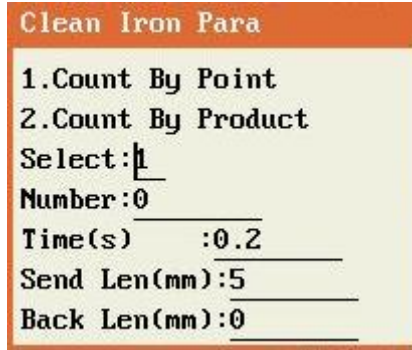 Clean Iron Para
1.Count By Point
2.Count By Product
Select:1
Number:0
Time(s) :0.2
Send Len(mm):5
Back Len(mm):0